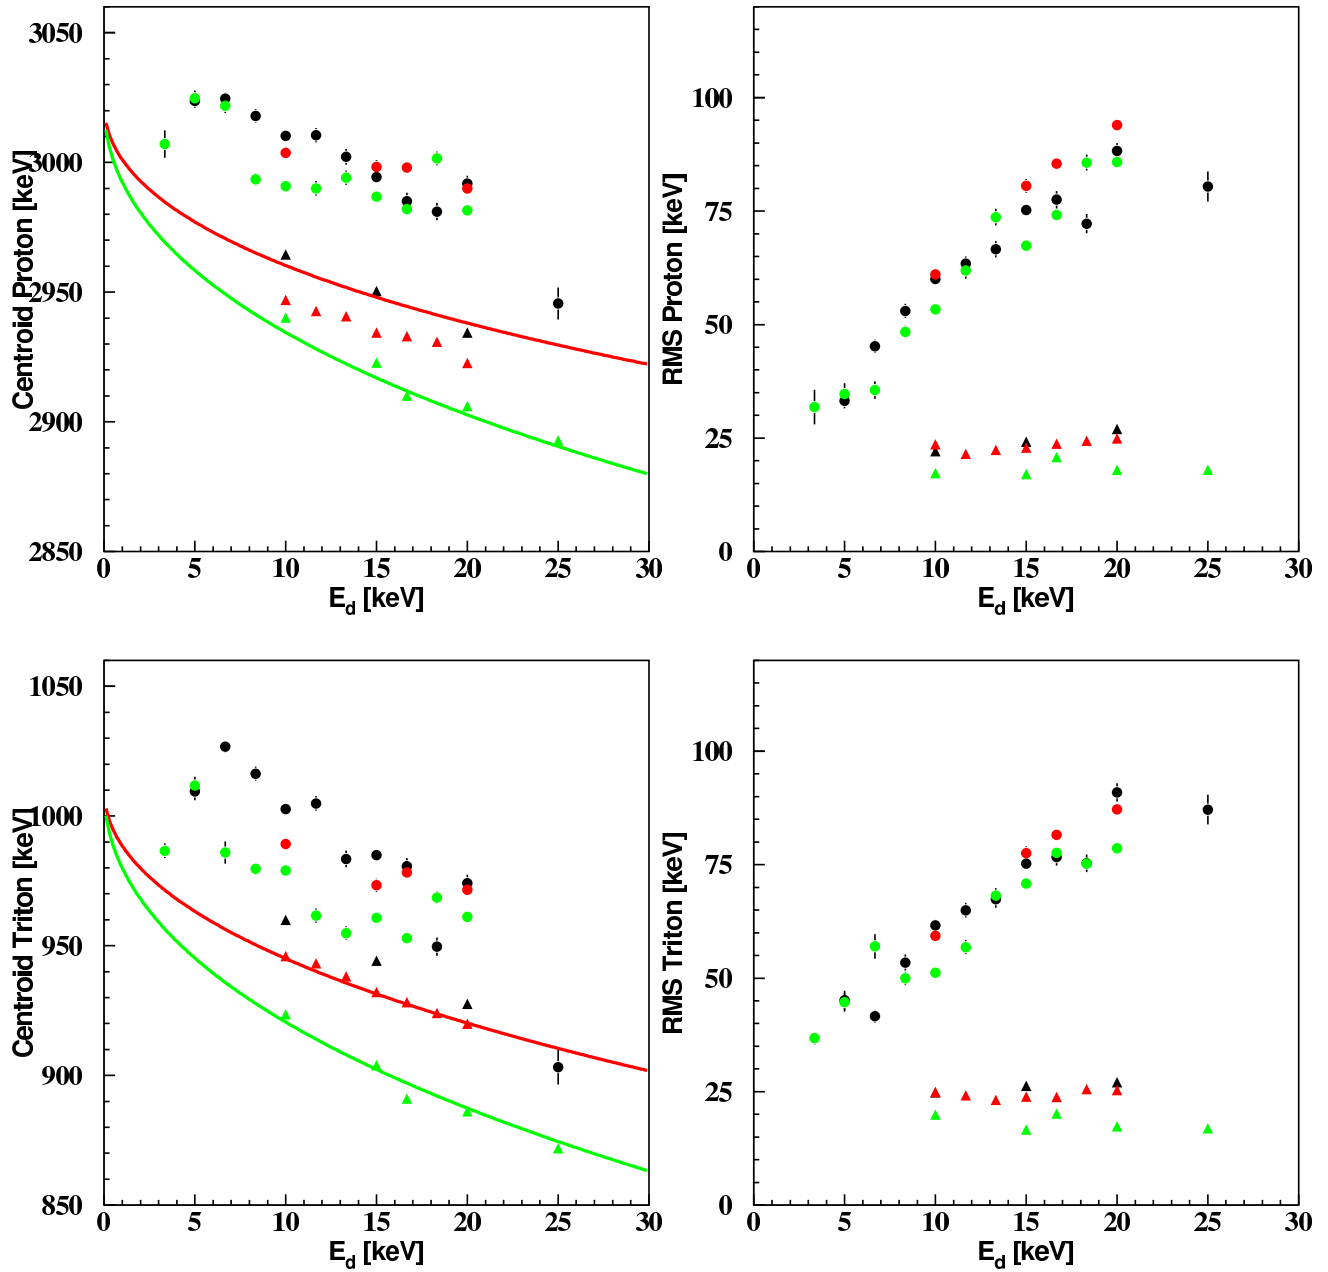 3050
3000
2950
2900
2850
Centroid Proton [keV]
0 5 10 15 20 25 30
E_d [keV]
100
75
50
25
0
RMS Proton [keV]
0 5 10 15 20 25 30
E_d [keV]
1050
1000
950
900
850
Centroid Triton [keV]
0 5 10 15 20 25 30
E_d [keV]
100
75
50
25
0
RMS Triton [keV]
0 5 10 15 20 25 30
E_d [keV]